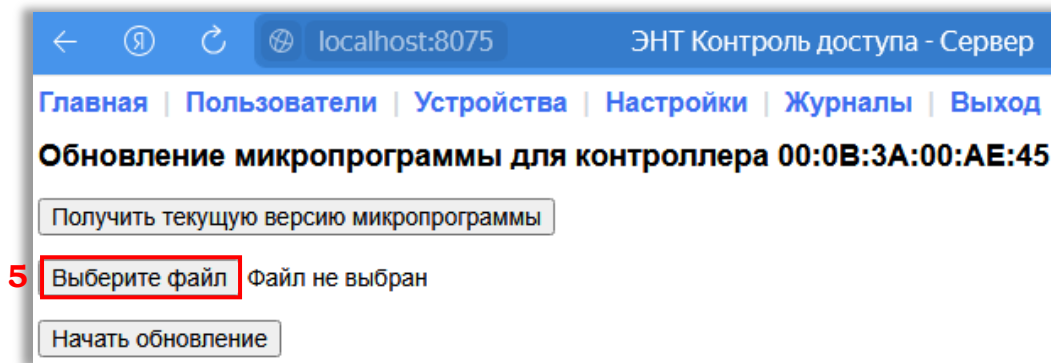 Я localhost:8075 ЭНТ Контроль доступа - Сервер
Главная | Пользователи | Устройства | Настройки | Журналы | Выход
Обновление микропрограммы для контроллера 00:0B:3A:00:AE:45
Получить текущую версию микропрограммы
5 Выберите файл Файл не выбран
Начать обновление